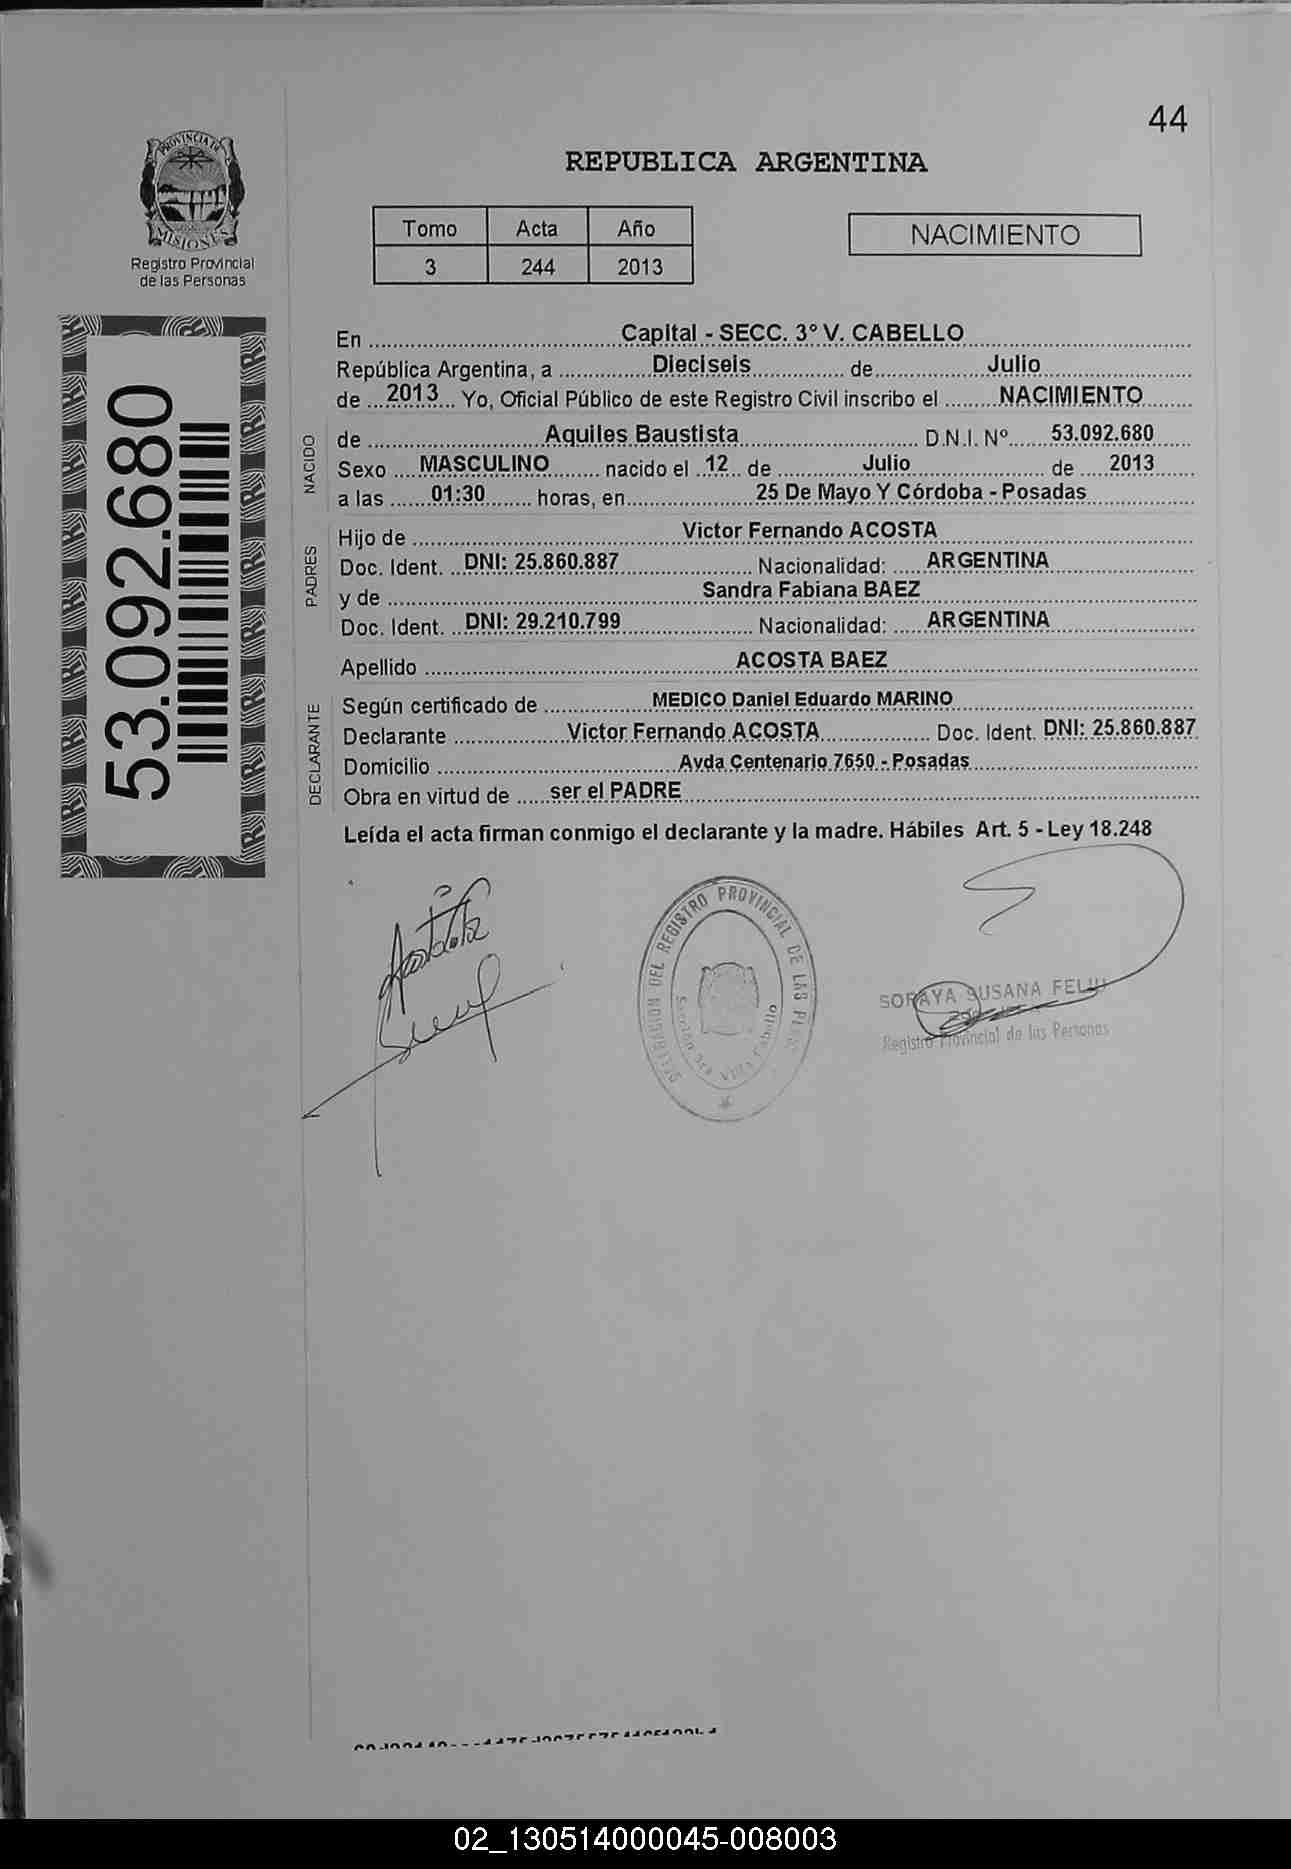 44
PROVINCIA DE
MISIONES
Registro Provincial
de las Personas
REPUBLICA ARGENTINA
Tomo Acta Año
3 244 2013
NACIMIENTO
53.092.680
En Capital - SECC. 3° V. CABELLO
República Argentina, a Dieciseis de Julio
de 2013 Yo, Oficial Público de este Registro Civil inscribo el NACIMIENTO
NACIDO
de Aquiles Baustista D.N.I. Nº 53.092.680
Sexo MASCULINO nacido el 12 de Julio de 2013
a las 01:30 horas, en 25 De Mayo Y Córdoba - Posadas
PADRES
Hijo de Victor Fernando ACOSTA
Doc. Ident. DNI: 25.860.887 Nacionalidad: ARGENTINA
y de Sandra Fabiana BAEZ
Doc. Ident. DNI: 29.210.799 Nacionalidad: ARGENTINA
Apellido ACOSTA BAEZ
DECLARANTE
Según certificado de MEDICO Daniel Eduardo MARINO
Declarante Victor Fernando ACOSTA Doc. Ident. DNI: 25.860.887
Domicilio Avda Centenario 7650 - Posadas
Obra en virtud de ser el PADRE
Leída el acta firman conmigo el declarante y la madre. Hábiles Art. 5 - Ley 18.248
DELEGACION DEL REGISTRO PROVINCIAL DE LAS
Sección 3ra Villa Cabello
SORAYA SUSANA FELIU
Registro Provincial de las Personas
02_130514000045-008003